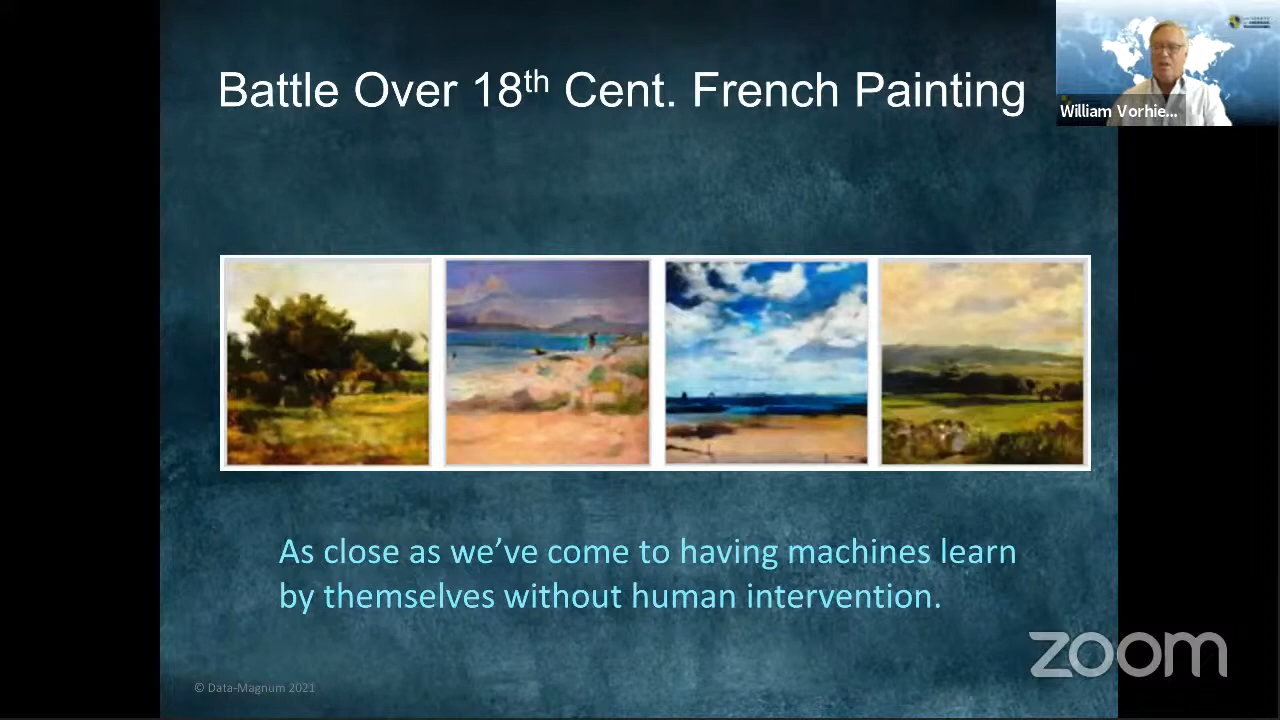 Battle Over 18th Cent. French Painting
William Vorhie...
As close as we've come to having machines learn
by themselves without human intervention.
zoom
© Data-Magnum 2021